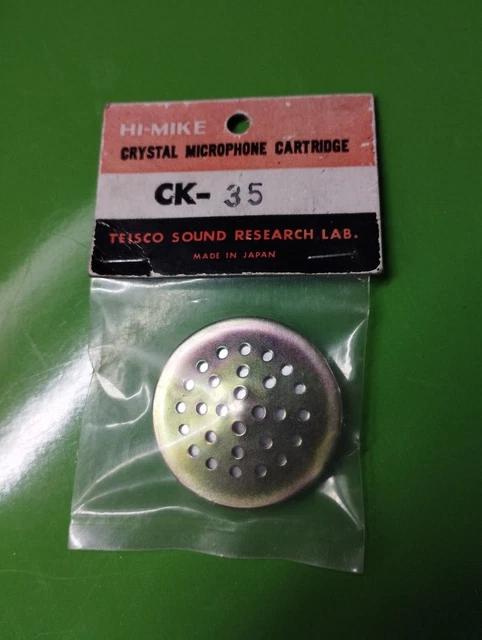 HI-MIKE
CRYSTAL MICROPHONE CARTRIDGE
CK- 35
TEISCO SOUND RESEARCH LAB.
MADE IN JAPAN